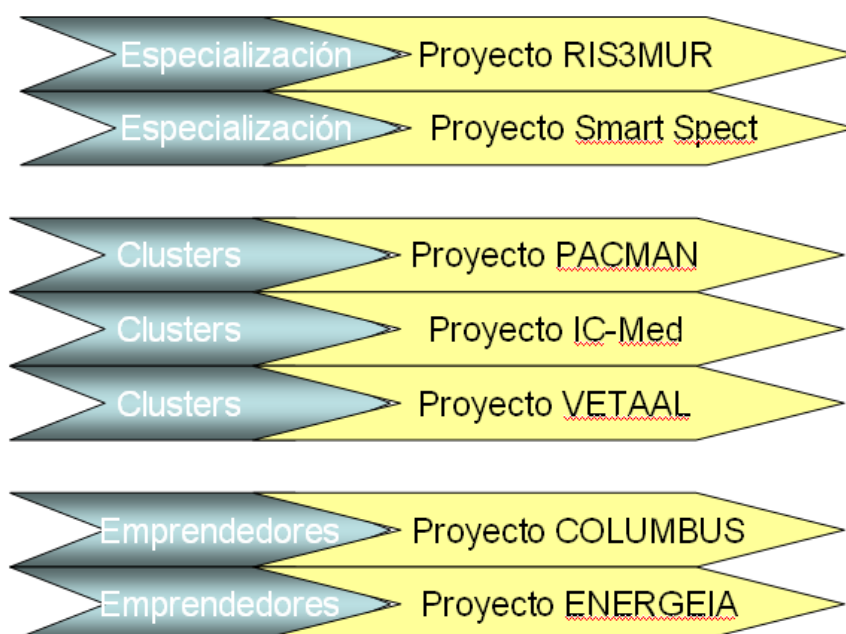 Especialización Proyecto RIS3MUR
Especialización Proyecto Smart Spect
Clusters Proyecto PACMAN
Clusters Proyecto IC-Med
Clusters Proyecto VETAAL
Emprendedores Proyecto COLUMBUS
Emprendedores Proyecto ENERGEIA